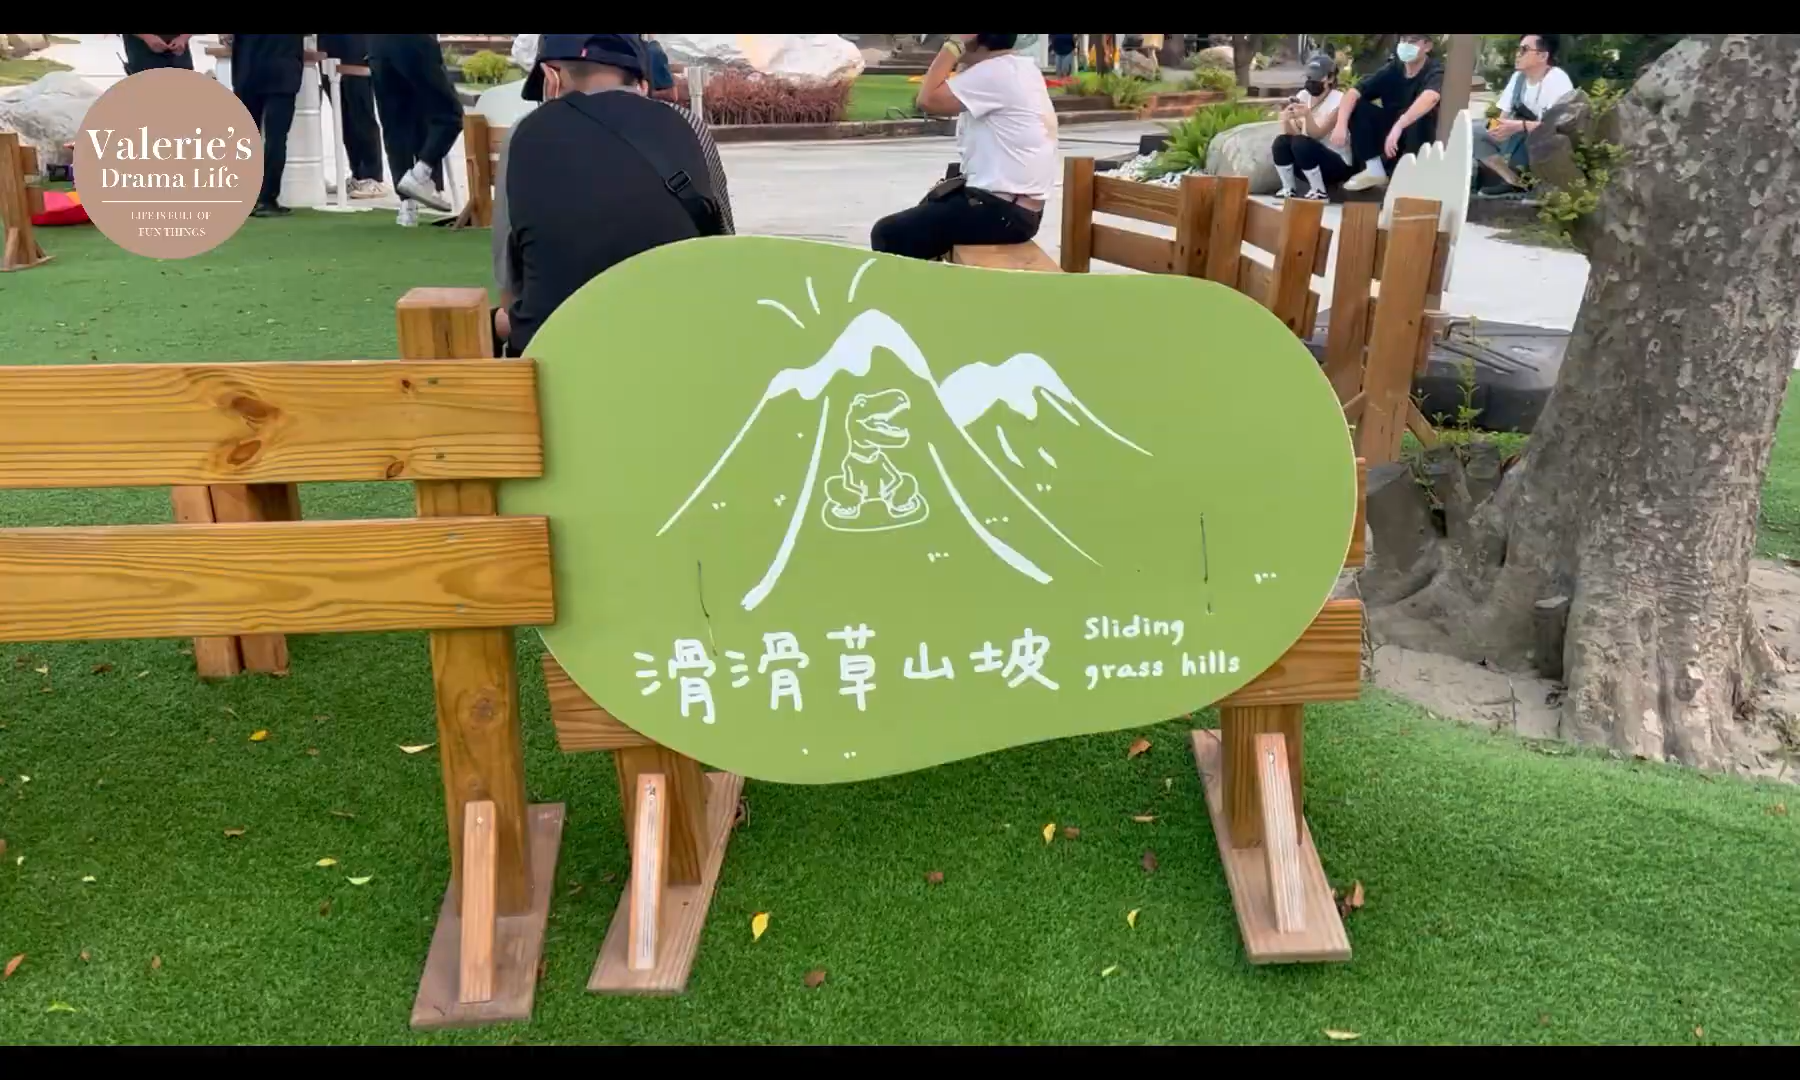 Valerie's
Drama Life
LIFE IS FULL OF
FUN THINGS
滑滑草山坡
Sliding
grass hills